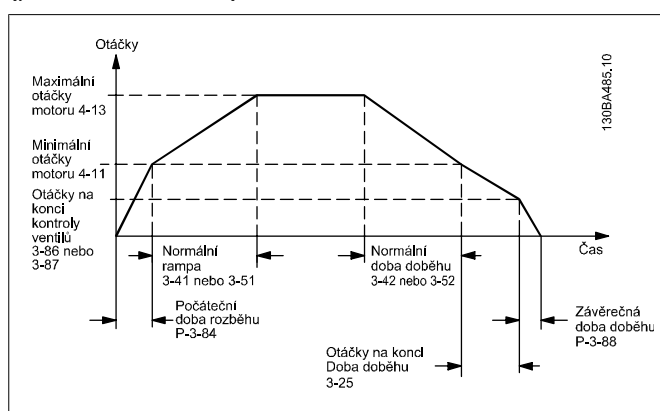 Otáčky
Maximální
otáčky
motoru 4-13
Minimální
otáčky
motoru 4-11
Otáčky na
konci
kontroly
ventilů
3-86 nebo
3-87
Čas
Normální
rampa
3-41 nebo 3-51
Normální
doba doběhu
3-42 nebo 3-52
Počáteční
doba rozběhu
P-3-84
Závěrečná
doba doběhu
P-3-88
Otáčky na konci
Doba doběhu
3-25
130BA485.10